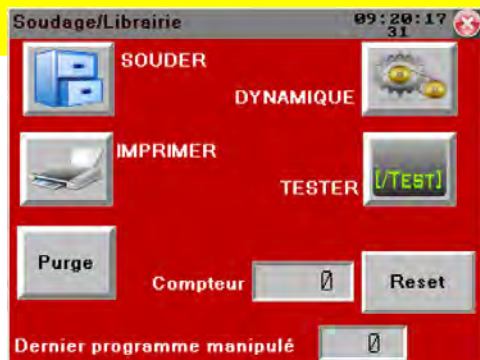 Soudage/Librairie
09:20:17
31
SOUDER
DYNAMIQUE
IMPRIMER
TESTER
[/TEST]
Purge
Compteur
0
Reset
Dernier programme manipulé
0